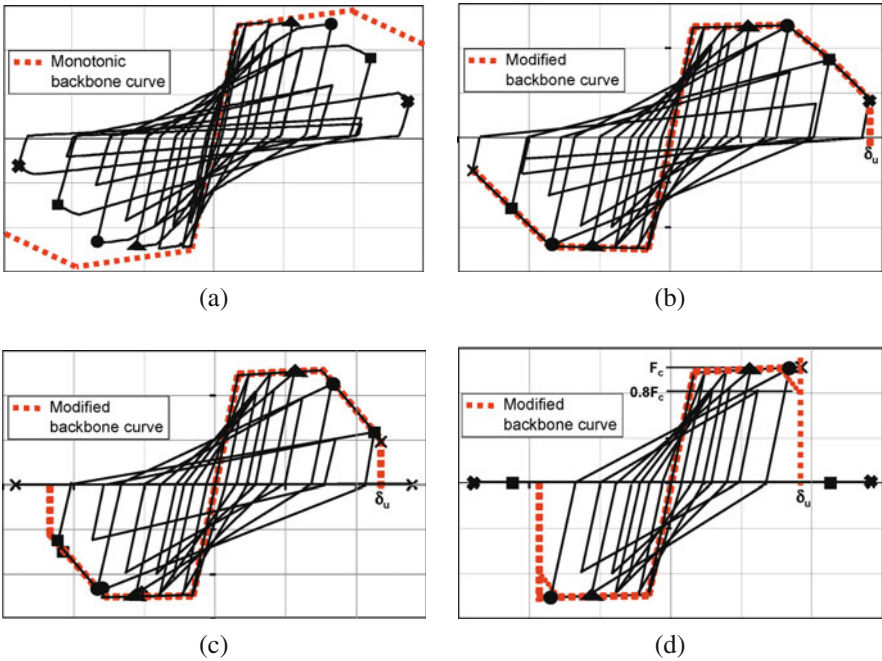 Monotonic
backbone curve
(a)
Modified
backbone curve
δu
(b)
Modified
backbone curve
δu
(c)
Fc
0.8Fc
Modified
backbone curve
δu
(d)